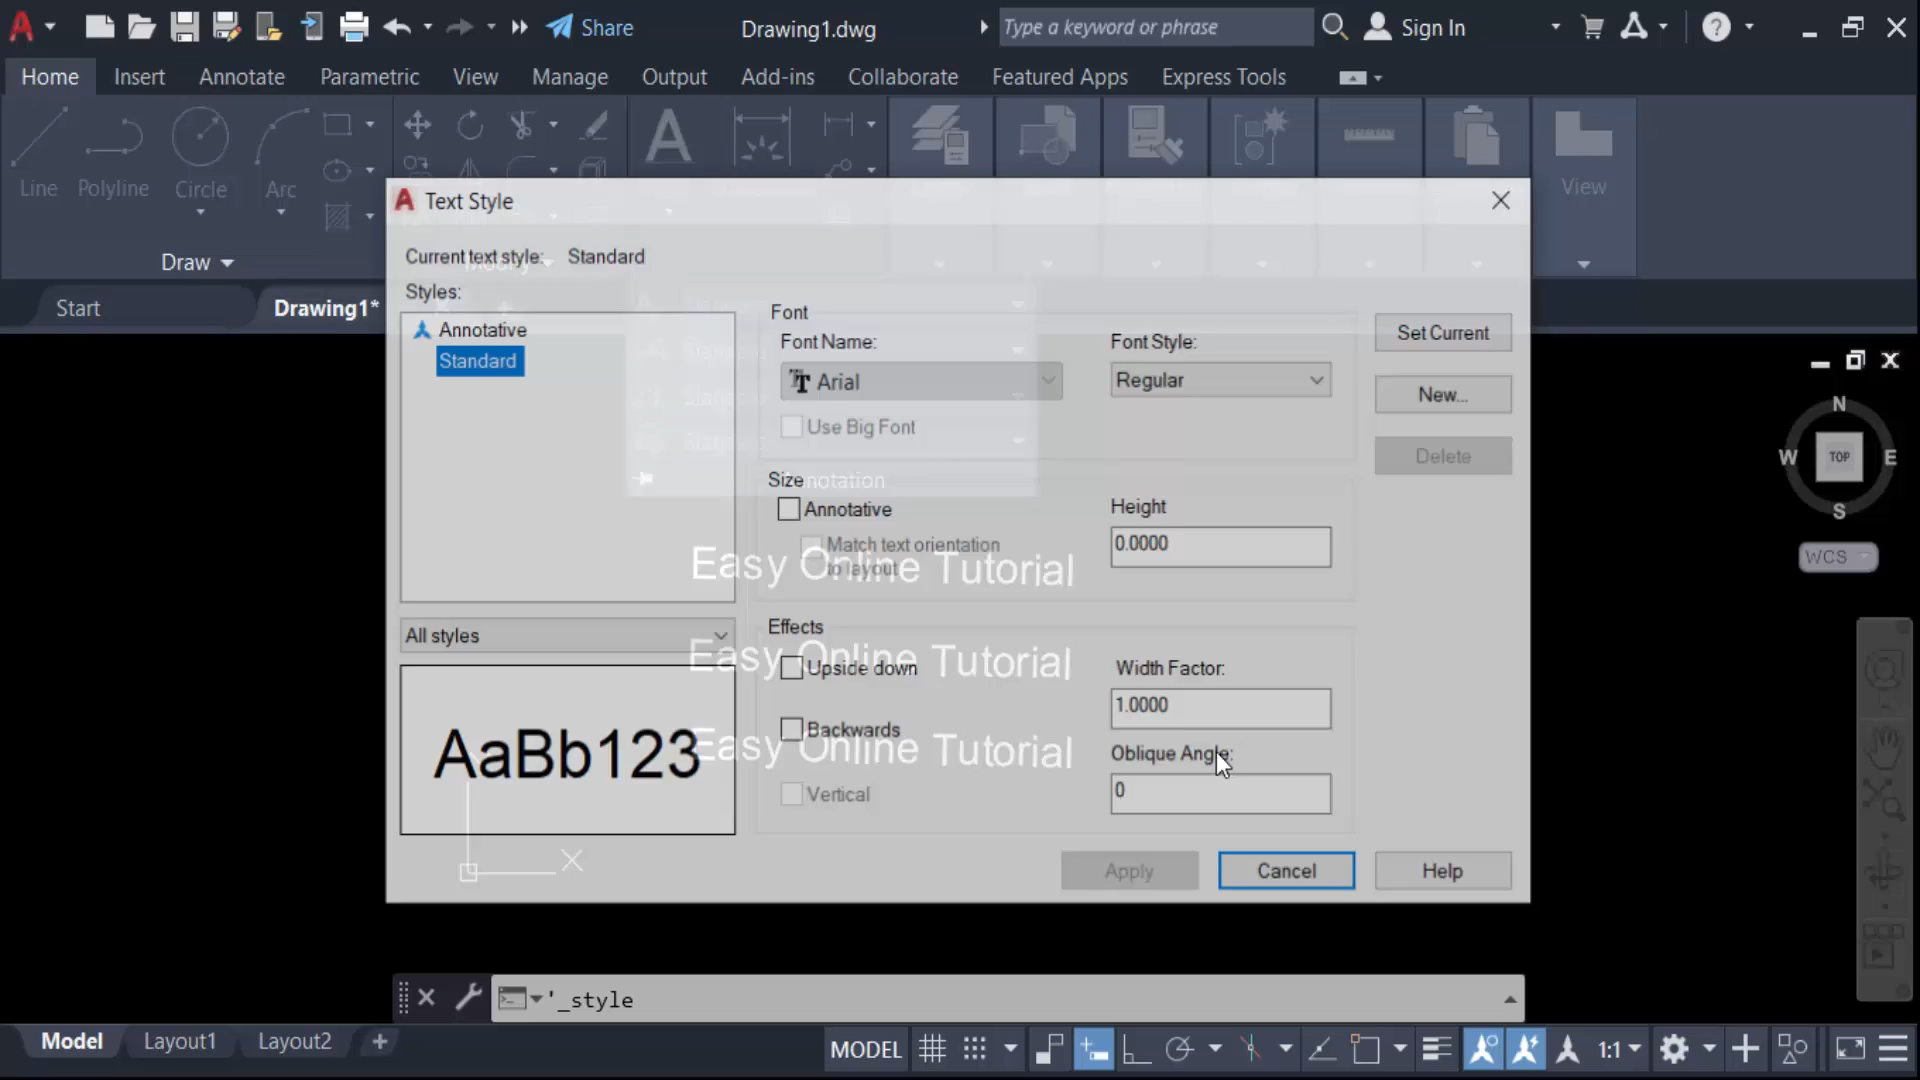 Share
Drawing1.dwg
Type a keyword or phrase
Sign In
Home
Insert
Annotate
Parametric
View
Manage
Output
Add-ins
Collaborate
Featured Apps
Express Tools
Line
Polyline
Circle
Arc
View
Draw
Start
Drawing1*
Text Style
Current text style: Standard
Styles:
Annotative
Standard
All styles
AaBb123
Font
Font Name:
Arial
Use Big Font
Font Style:
Regular
Size
Annotative
Match text orientation
to layout
Height
0.0000
Effects
Upside down
Backwards
Vertical
Width Factor:
1.0000
Oblique Angle:
0
Set Current
New...
Delete
Apply
Cancel
Help
Easy Online Tutorial
Easy Online Tutorial
Easy Online Tutorial
N
W
TOP
E
S
WCS
X
'_style
Model
Layout1
Layout2
MODEL
1:1